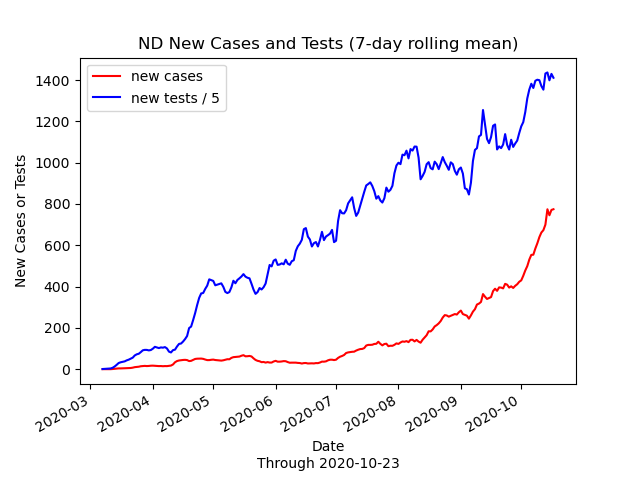 ND New Cases and Tests (7-day rolling mean)
new cases
new tests / 5
New Cases or Tests
1400
1200
1000
800
600
400
200
0
2020-03
2020-04
2020-05
2020-06
2020-07
2020-08
2020-09
2020-10
Date
Through 2020-10-23